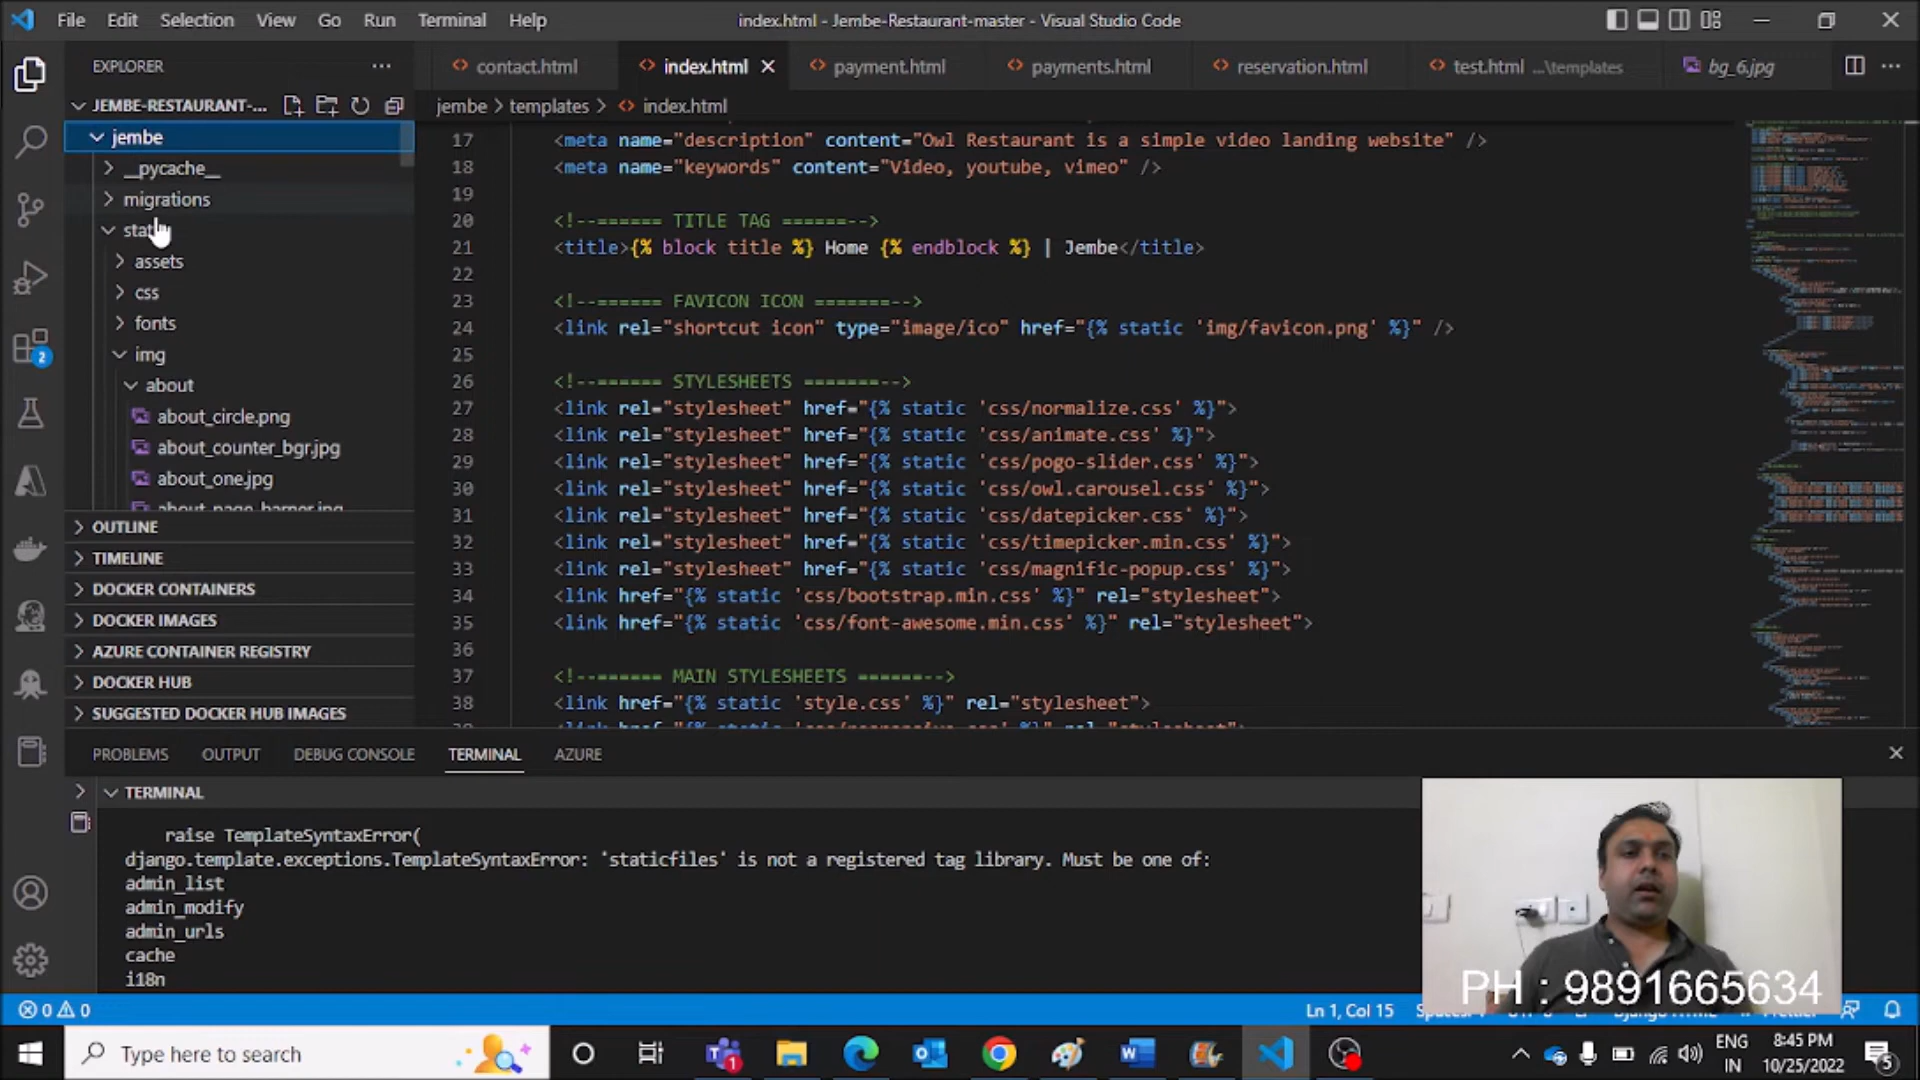 File Edit Selection View Go Run Terminal Help
index.html - Jembe-Restaurant-master - Visual Studio Code
EXPLORER
contact.html
index.html
payment.html
payments.html
reservation.html
test.html ...\templates
bg_6.jpg
JEMBE-RESTAURANT-...
jembe > templates > index.html
jembe
__pycache__
migrations
assets
css
fonts
img
about
about_circle.png
about_counter_bgr.jpg
about_one.jpg
OUTLINE
TIMELINE
DOCKER CONTAINERS
DOCKER IMAGES
AZURE CONTAINER REGISTRY
DOCKER HUB
SUGGESTED DOCKER HUB IMAGES
2
17 <meta name="description" content="Owl Restaurant is a simple video landing website" />
18 <meta name="keywords" content="Video, youtube, vimeo" />
19
20 <!--====== TITLE TAG ======-->
21 <title>{% block title %} Home {% endblock %} | Jembe</title>
22
23 <!--====== FAVICON ICON =======-->
24 <link rel="shortcut icon" type="image/ico" href="{% static 'img/favicon.png' %}" />
25
26 <!--====== STYLESHEETS ========-->
27 <link rel="stylesheet" href="{% static 'css/normalize.css' %}">
28 <link rel="stylesheet" href="{% static 'css/animate.css' %}">
29 <link rel="stylesheet" href="{% static 'css/pogo-slider.css' %}">
30 <link rel="stylesheet" href="{% static 'css/owl.carousel.css' %}">
31 <link rel="stylesheet" href="{% static 'css/datepicker.css' %}">
32 <link rel="stylesheet" href="{% static 'css/timepicker.min.css' %}">
33 <link rel="stylesheet" href="{% static 'css/magnific-popup.css' %}">
34 <link href="{% static 'css/bootstrap.min.css' %}" rel="stylesheet">
35 <link href="{% static 'css/font-awesome.min.css' %}" rel="stylesheet">
36
37 <!--====== MAIN STYLESHEETS ========-->
38 <link href="{% static 'style.css' %}" rel="stylesheet">
PROBLEMS OUTPUT DEBUG CONSOLE TERMINAL AZURE
TERMINAL
raise TemplateSyntaxError(
django.template.exceptions.TemplateSyntaxError: 'staticfiles' is not a registered tag library. Must be one of:
admin_list
admin_modify
admin_urls
cache
i18n
PH : 9891665634
0 0
Ln 1, Col 15
Type here to search
1
ENG
IN
8:45 PM
10/25/2022
5